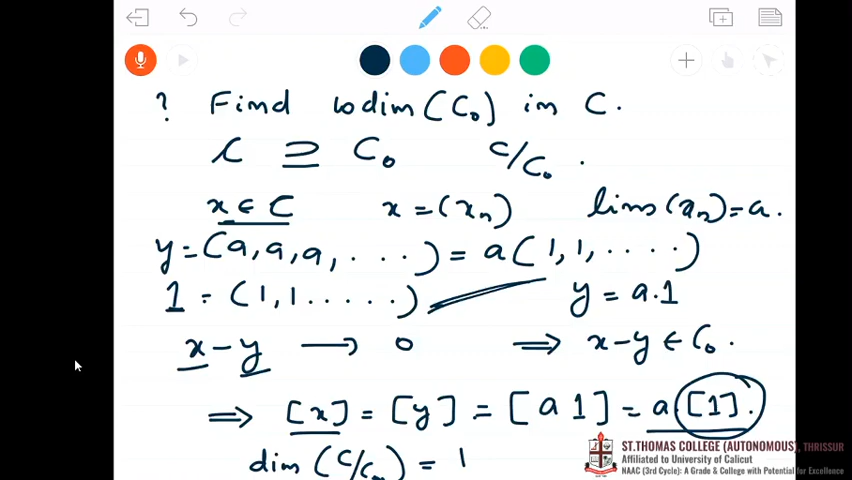 ? Find codim (C₀) in C.
C ⊇ C₀ C/C₀ .
x ∈ C x = (xₙ) lim (xₙ) = a.
y = (a, a, a, ....) = a (1, 1, .....)
1 = (1, 1 .....) y = a.1
x - y → 0 ⟹ x - y ∈ C₀.
⟹ [x] = [y] = [a 1] = a [1].
dim (C/C₀) = 1
ST.THOMAS COLLEGE (AUTONOMOUS), THRISSUR
Affiliated to University of Calicut
NAAC (3rd Cycle): A Grade & College with Potential for Excellence